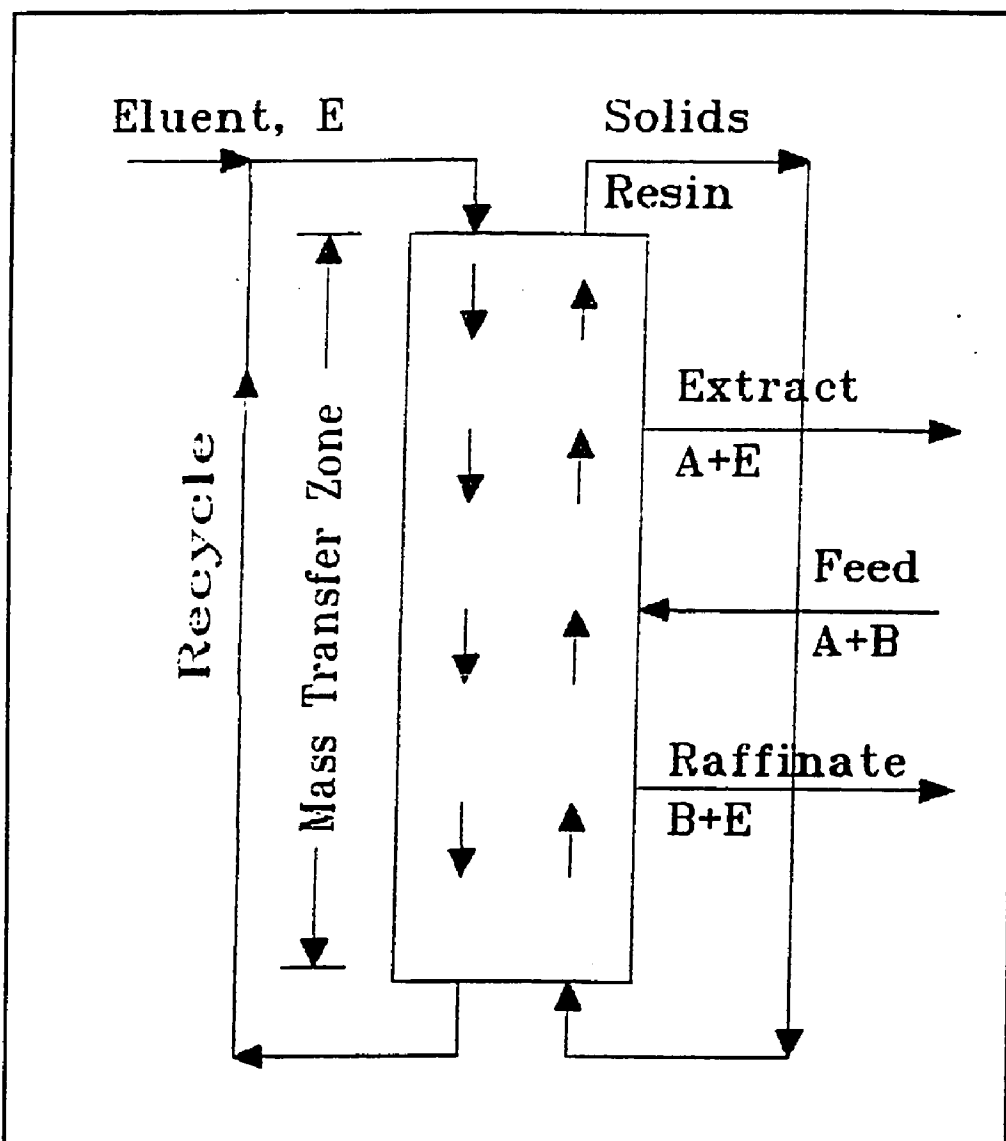 Eluent, E
Solids
Resin
Extract
A+E
Feed
A+B
Raffinate
B+E
Recycle
Mass Transfer Zone